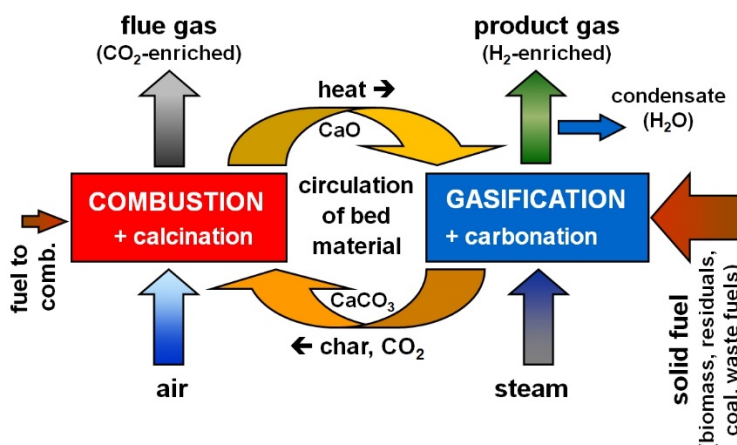 flue gas
(CO₂-enriched)
product gas
(H₂-enriched)
heat →
CaO
condensate
(H₂O)
COMBUSTION
+ calcination
circulation
of bed
material
GASIFICATION
+ carbonation
fuel to
comb.
CaCO₃
← char, CO₂
air
steam
solid fuel
(biomass, residuals,
coal, waste fuels)